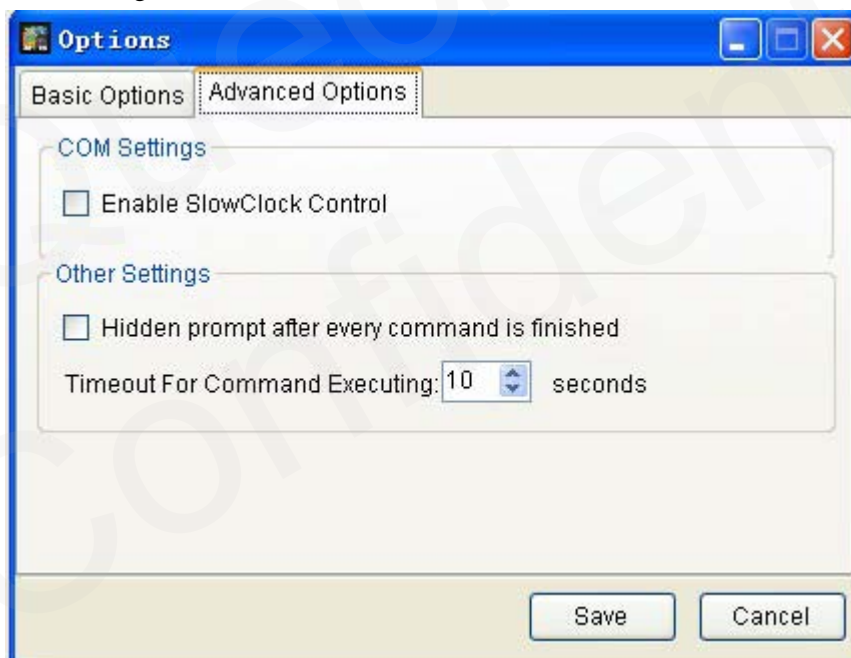 Options
Basic Options Advanced Options
COM Settings
Enable SlowClock Control
Other Settings
Hidden prompt after every command is finished
Timeout For Command Executing: 10 seconds
Save Cancel